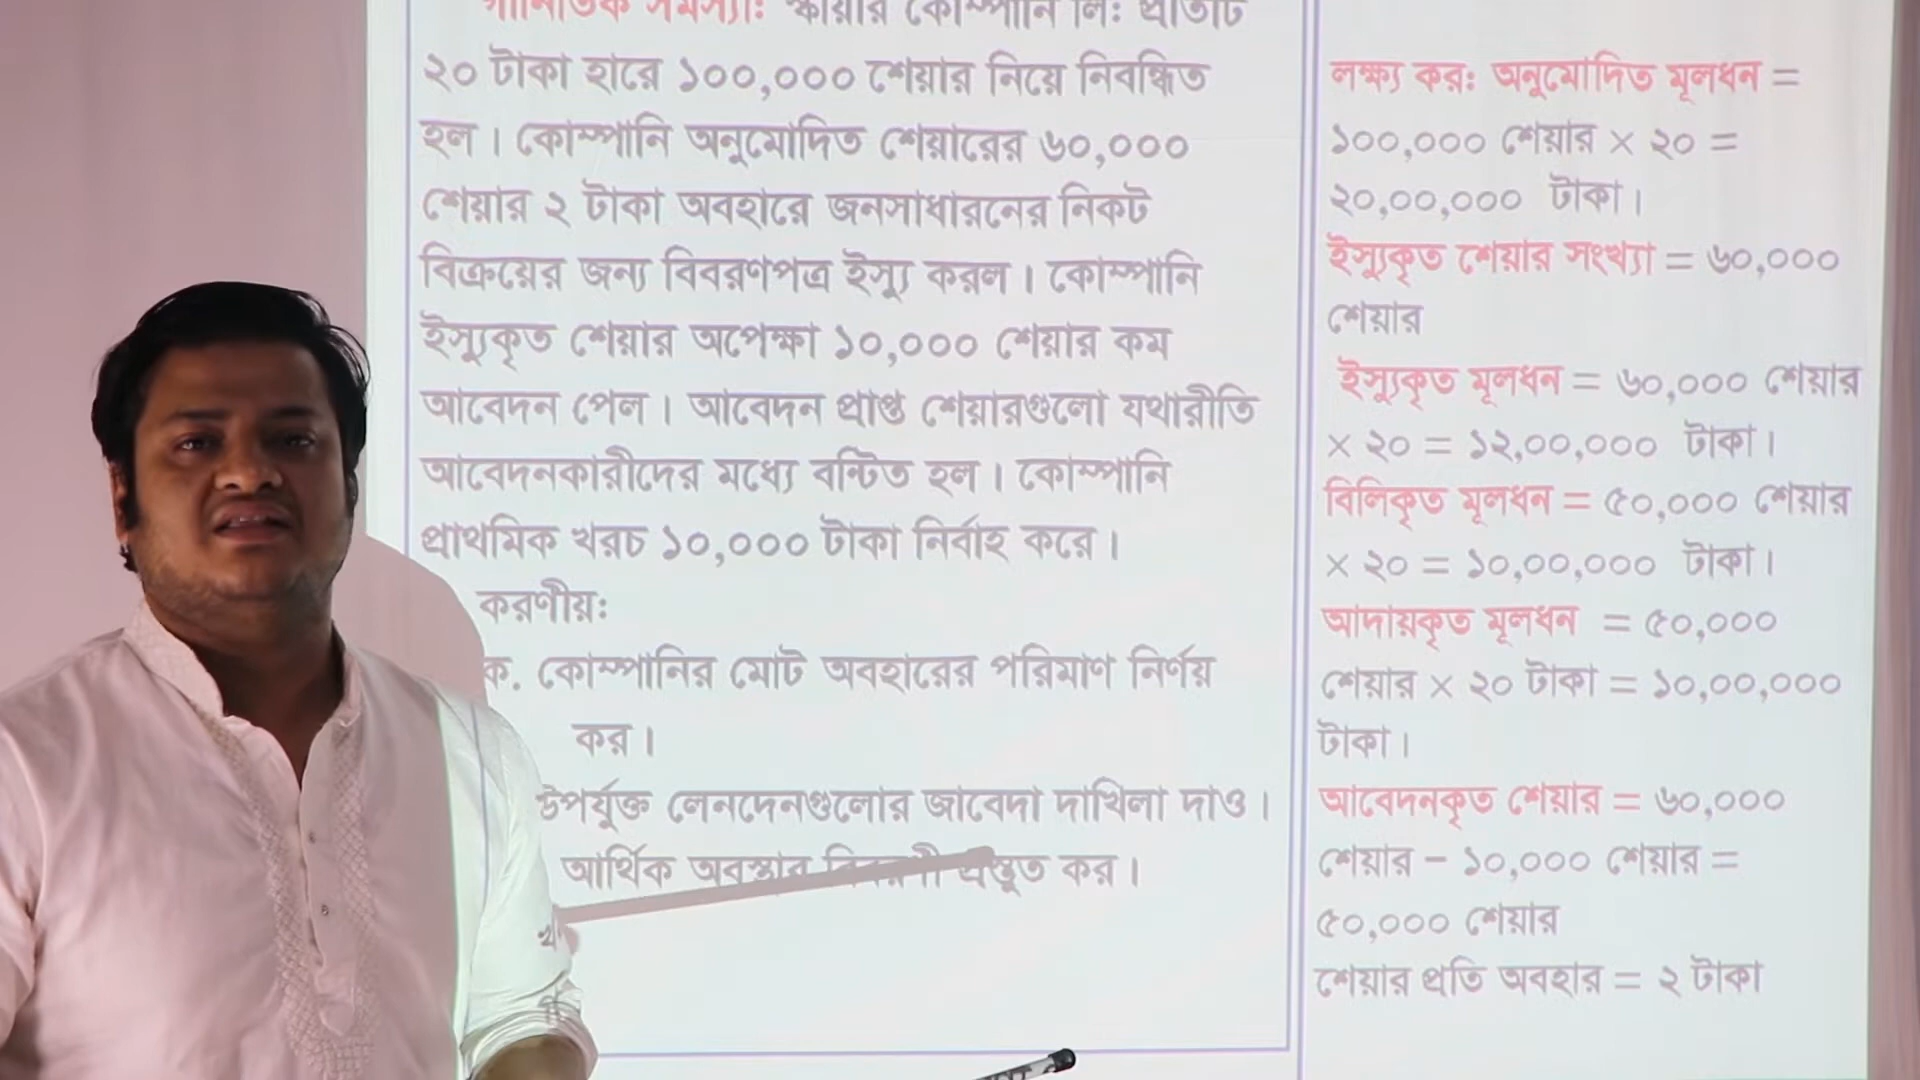 গানিতিক সমস্যা: স্কয়ার কোম্পানি লি: প্রতিটি
২০ টাকা হারে ১০০,০০০ শেয়ার নিয়ে নিবন্ধিত
হল। কোম্পানি অনুমোদিত শেয়ারের ৬০,০০০
শেয়ার ২ টাকা অবহারে জনসাধারনের নিকট
বিক্রয়ের জন্য বিবরণপত্র ইস্যু করল। কোম্পানি
ইস্যুকৃত শেয়ার অপেক্ষা ১০,০০০ শেয়ার কম
আবেদন পেল। আবেদন প্রাপ্ত শেয়ারগুলো যথারীতি
আবেদনকারীদের মধ্যে বন্টিত হল। কোম্পানি
প্রাথমিক খরচ ১০,০০০ টাকা নির্বাহ করে।
করণীয়:
ক. কোম্পানির মোট অবহারের পরিমাণ নির্ণয়
কর।
উপর্যুক্ত লেনদেনগুলোর জাবেদা দাখিলা দাও।
আর্থিক অবস্থার বিবরণী প্রস্তুত কর।
লক্ষ্য কর: অনুমোদিত মূলধন =
১০০,০০০ শেয়ার × ২০ =
২০,০০,০০০ টাকা।
ইস্যুকৃত শেয়ার সংখ্যা = ৬০,০০০
শেয়ার
ইস্যুকৃত মূলধন = ৬০,০০০ শেয়ার
× ২০ = ১২,০০,০০০ টাকা।
বিলিকৃত মূলধন = ৫০,০০০ শেয়ার
× ২০ = ১০,০০,০০০ টাকা।
আদায়কৃত মূলধন = ৫০,০০০
শেয়ার × ২০ টাকা = ১০,০০,০০০
টাকা।
আবেদনকৃত শেয়ার = ৬০,০০০
শেয়ার – ১০,০০০ শেয়ার =
৫০,০০০ শেয়ার
শেয়ার প্রতি অবহার = ২ টাকা